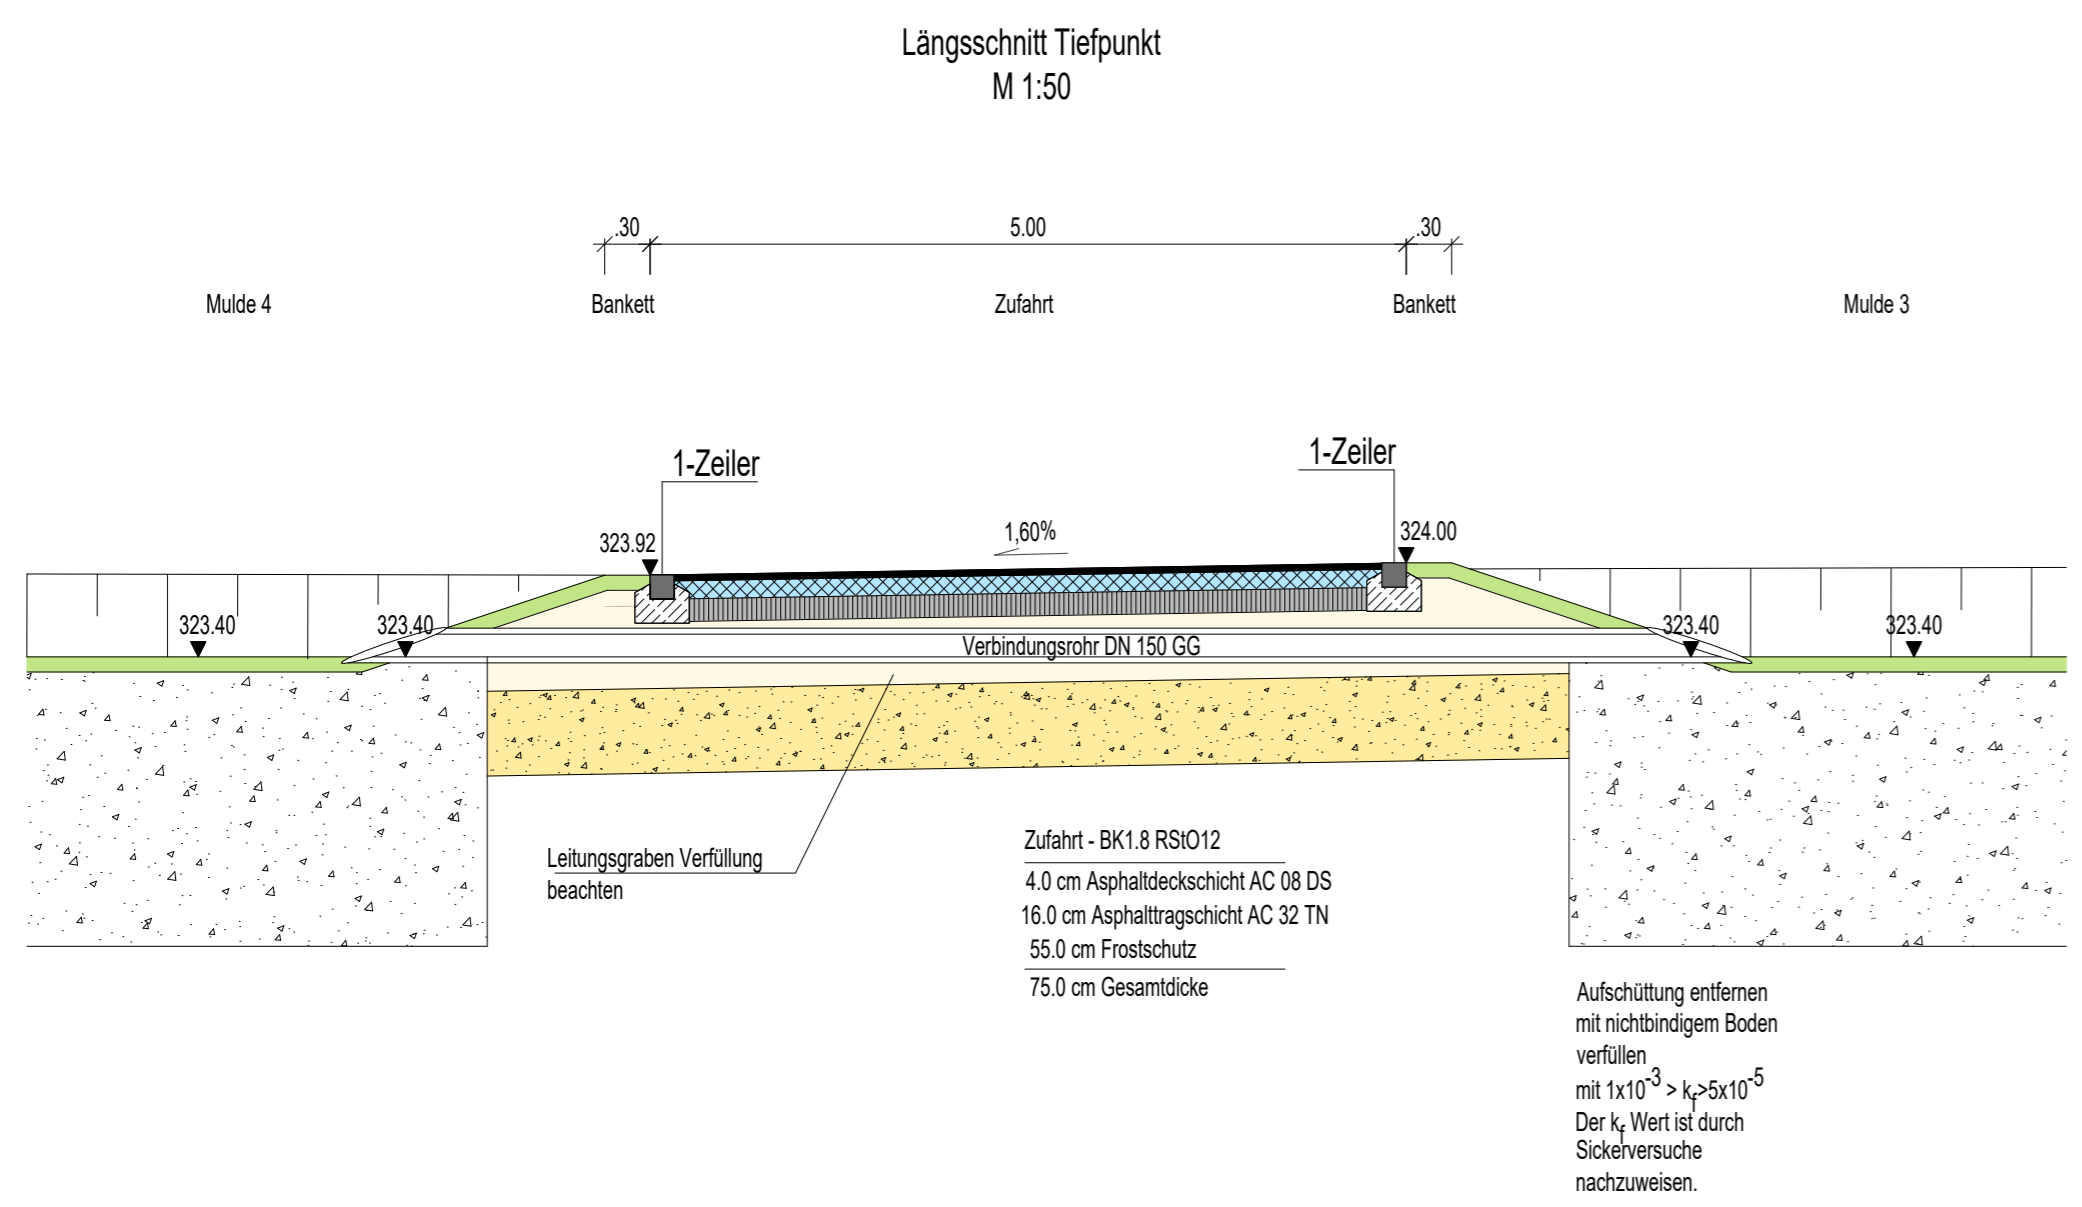 Längsschnitt Tiefpunkt
M 1:50
.30
5.00
.30
Mulde 4
Bankett
Zufahrt
Bankett
Mulde 3
1-Zeiler
1-Zeiler
323.92
1,60%
324.00
323.40
323.40
323.40
323.40
Verbindungsrohr DN 150 GG
Leitungsgraben Verfüllung
beachten
Zufahrt - BK1.8 RStO12
4.0 cm Asphaltdeckschicht AC 08 DS
16.0 cm Asphalttragschicht AC 32 TN
55.0 cm Frostschutz
75.0 cm Gesamtdicke
Aufschüttung entfernen
mit nichtbindigem Boden
verfüllen
mit 1x10⁻³ > k_f>5x10⁻⁵
Der k_f Wert ist durch
Sickerversuche
nachzuweisen.